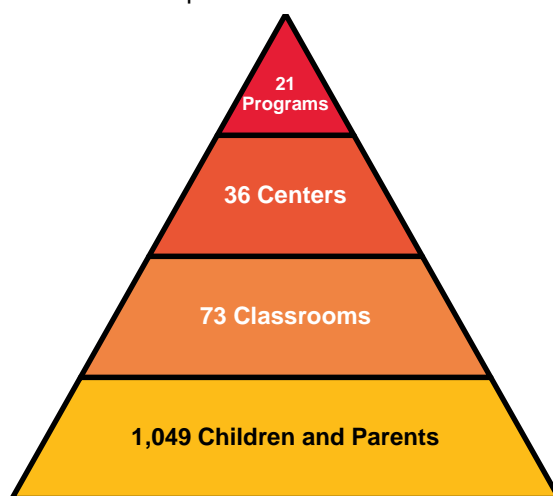 21
Programs
36 Centers
73 Classrooms
1,049 Children and Parents